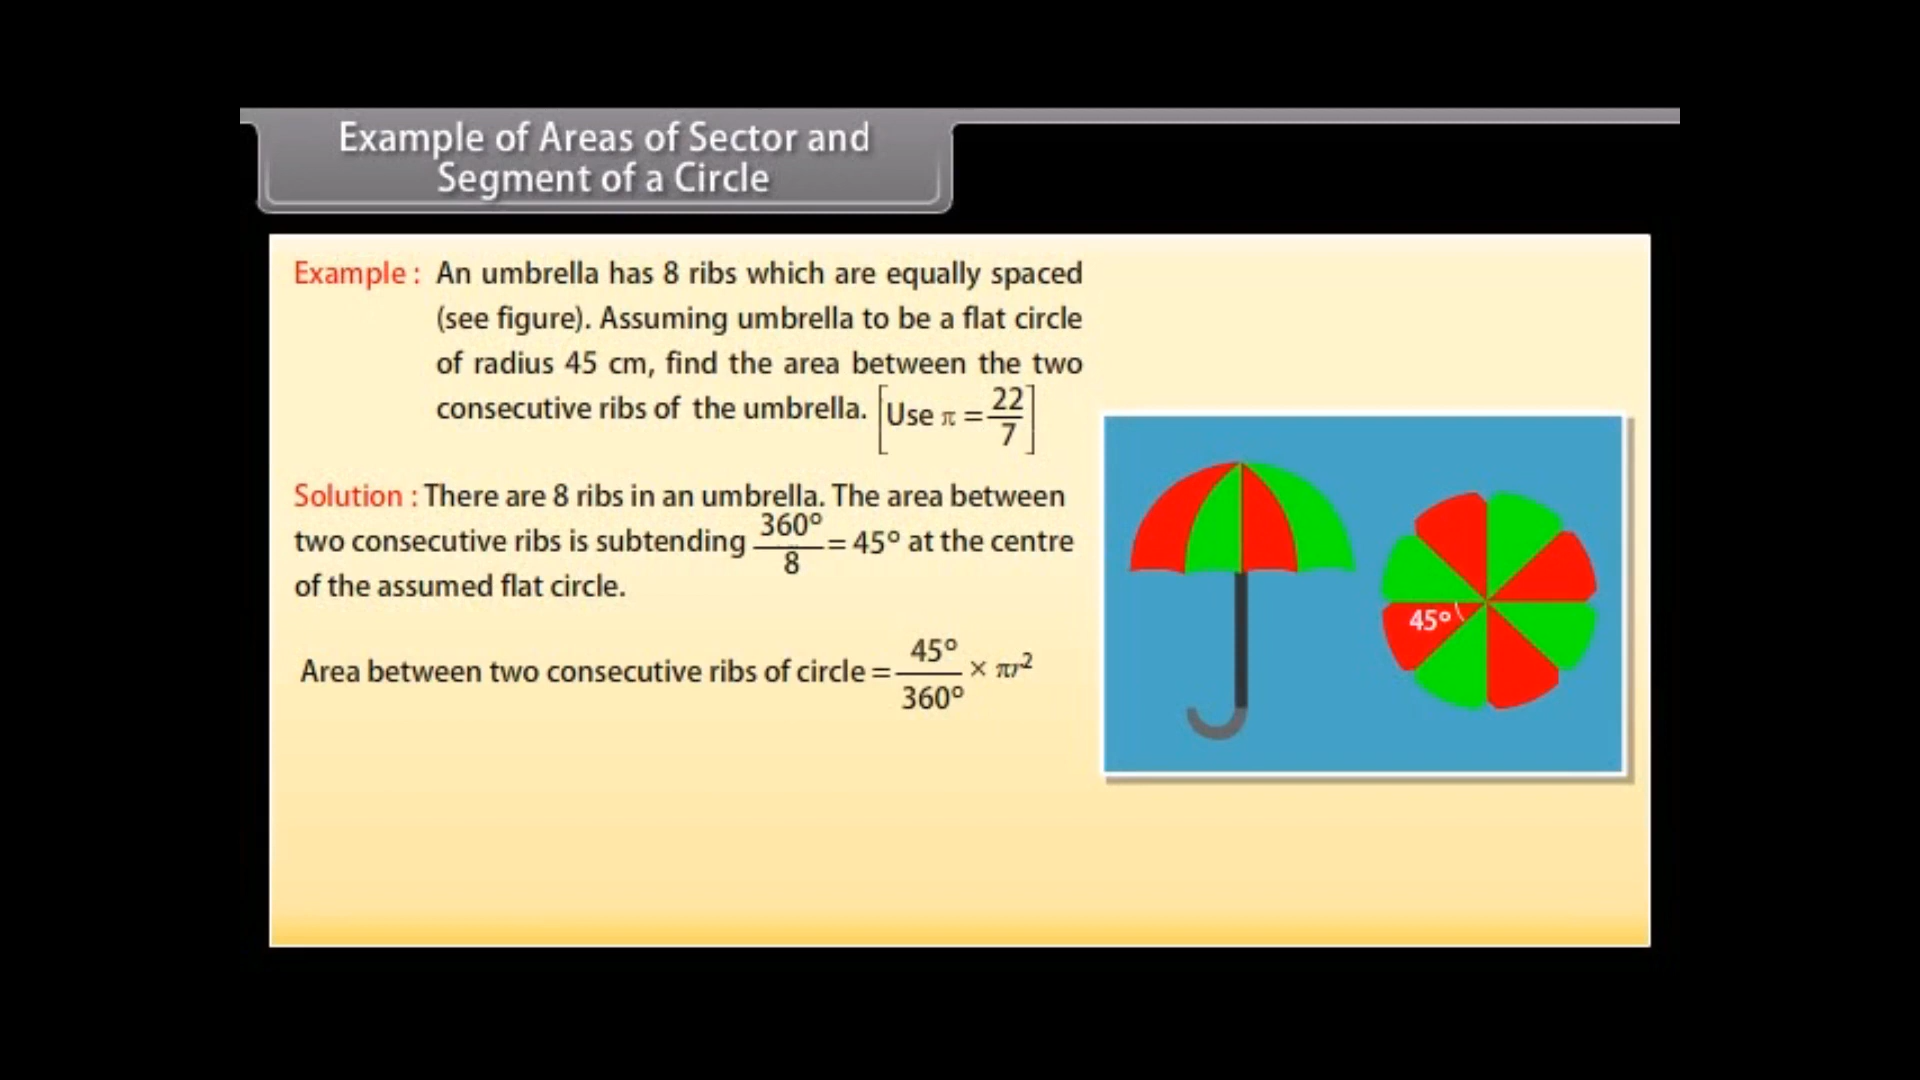 Example of Areas of Sector and
Segment of a Circle
Example : An umbrella has 8 ribs which are equally spaced
(see figure). Assuming umbrella to be a flat circle
of radius 45 cm, find the area between the two
consecutive ribs of the umbrella. [Use π = 22/7]
Solution : There are 8 ribs in an umbrella. The area between
two consecutive ribs is subtending 360°/8 = 45° at the centre
of the assumed flat circle.
Area between two consecutive ribs of circle = 45°/360° × πr²
45°